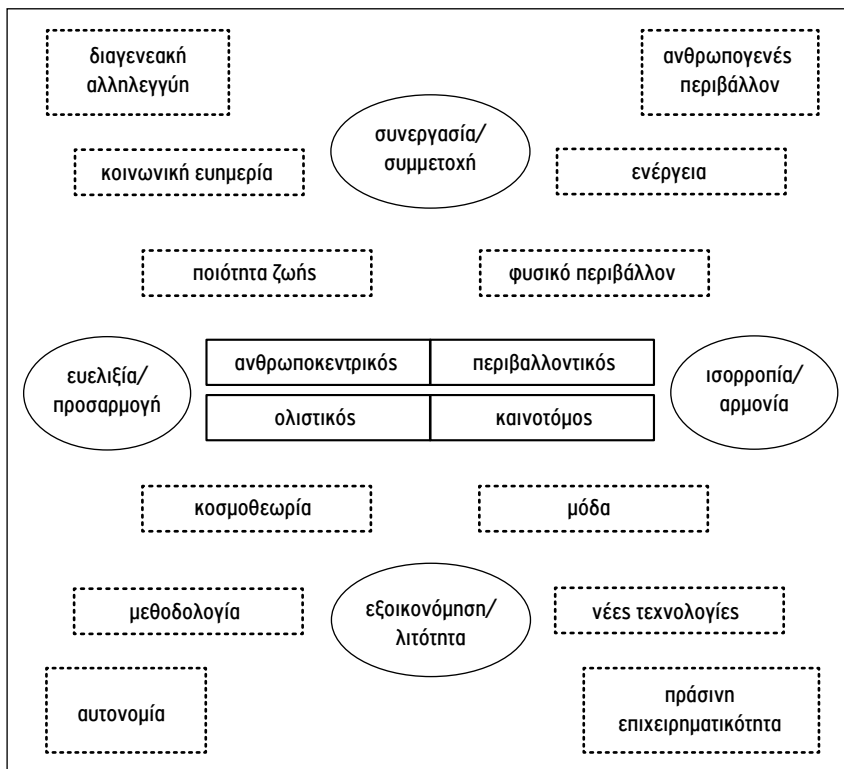 διαγενεακή
αλληλεγγύη
ανθρωπογενές
περιβάλλον
συνεργασία/
συμμετοχή
κοινωνική ευημερία
ενέργεια
ποιότητα ζωής
φυσικό περιβάλλον
ευελιξία/
προσαρμογή
ανθρωποκεντρικός
περιβαλλοντικός
ισορροπία/
αρμονία
ολιστικός
καινοτόμος
κοσμοθεωρία
μόδα
μεθοδολογία
εξοικονόμηση/
λιτότητα
νέες τεχνολογίες
αυτονομία
πράσινη
επιχειρηματικότητα